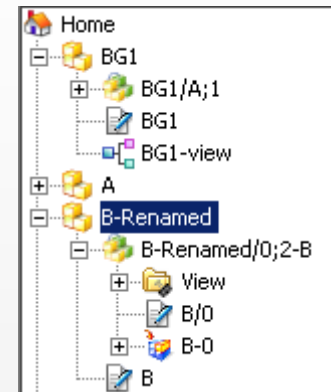 Home
BG1
BG1/A;1
BG1
BG1-view
A
B-Renamed
B-Renamed/0;2-B
View
B/0
B-0
B